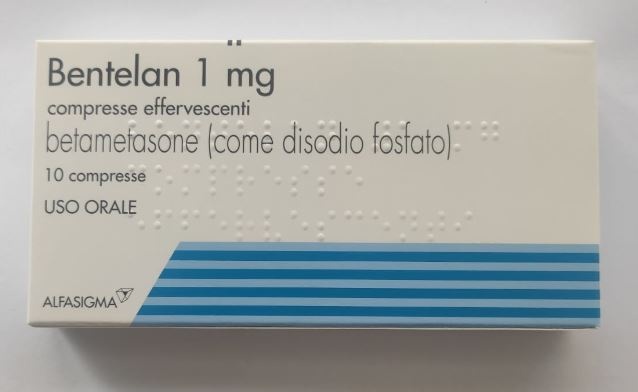 Bentelan 1 mg
compresse effervescenti
betametasone (come disodio fosfato)
10 compresse
USO ORALE
ALFASIGMA